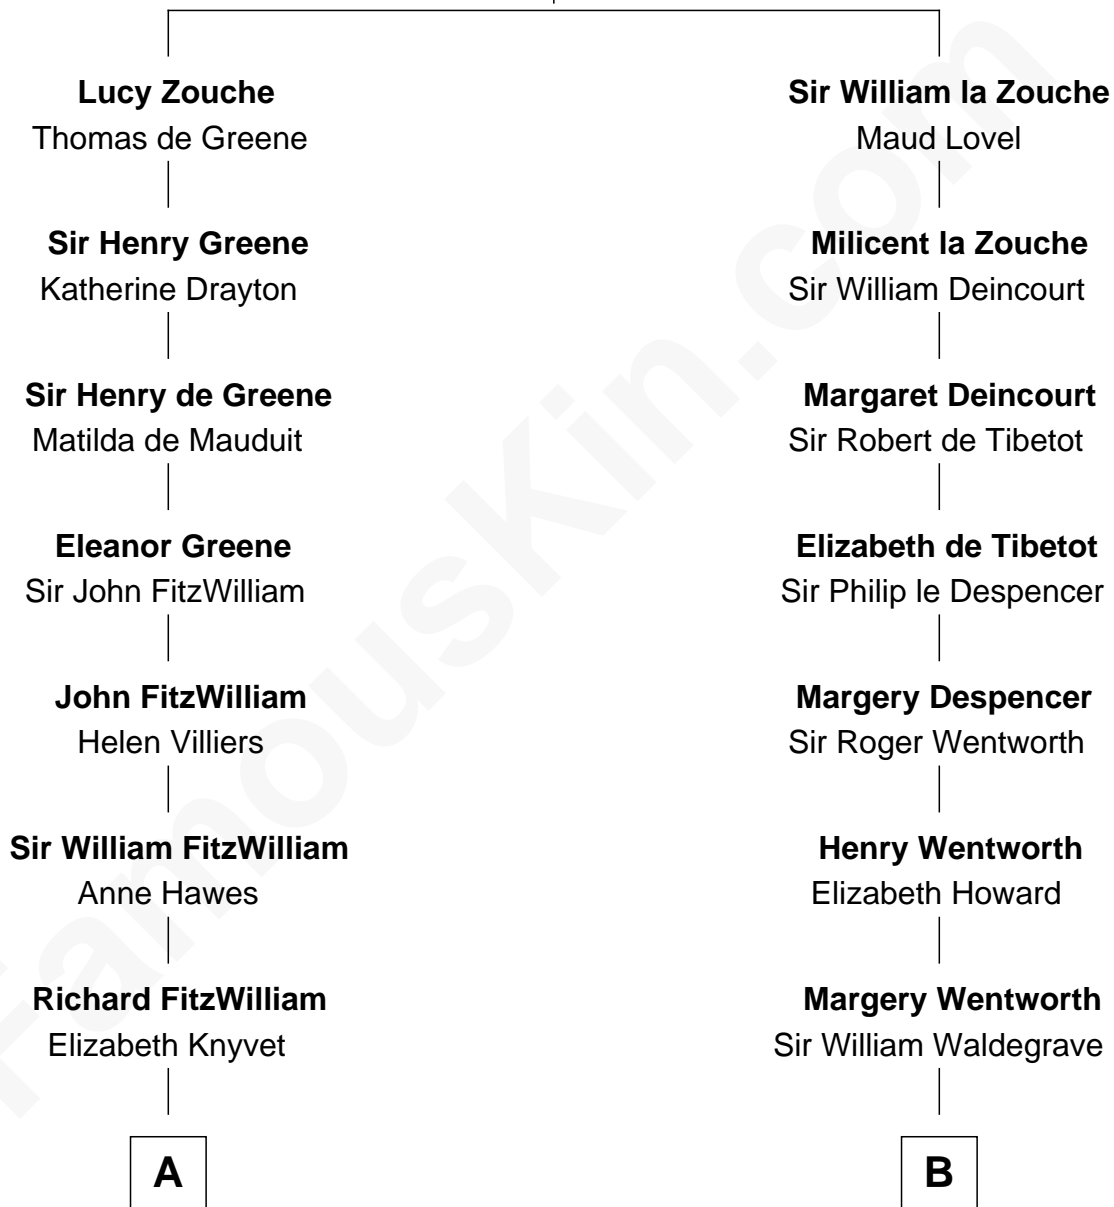 Lucy Zouche
Thomas de Greene
Sir Henry Greene
Katherine Drayton
Sir Henry de Greene
Matilda de Mauduit
Eleanor Greene
Sir John FitzWilliam
John FitzWilliam
Helen Villiers
Sir William FitzWilliam
Anne Hawes
Richard FitzWilliam
Elizabeth Knyvet
A
Sir William la Zouche
Maud Lovel
Milicent la Zouche
Sir William Deincourt
Margaret Deincourt
Sir Robert de Tibetot
Elizabeth de Tibetot
Sir Philip le Despencer
Margery Despencer
Sir Roger Wentworth
Henry Wentworth
Elizabeth Howard
Margery Wentworth
Sir William Waldegrave
B
FamousKin.com